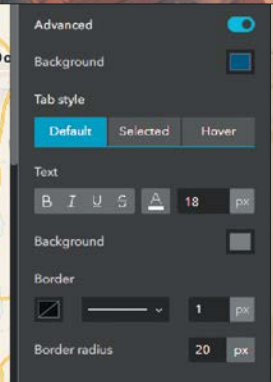 Advanced
Background
Tab style
Default Selected Hover
Text
B I U S A 18 px
Background
Border
1 px
Border radius 20 px